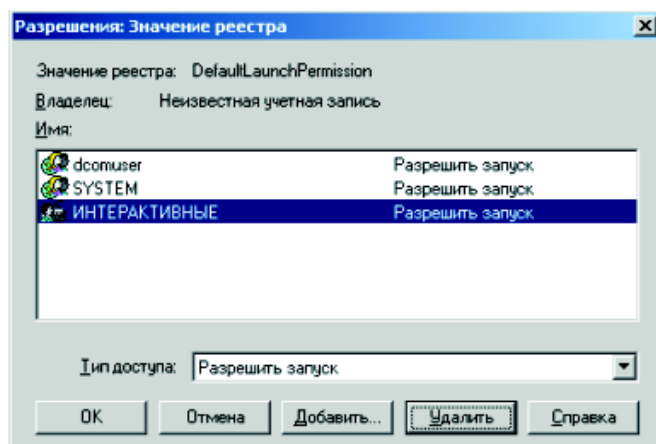 Разрешения: Значение реестра
Значение реестра: DefaultLaunchPermission
Владелец: Неизвестная учетная запись
Имя:
dcomuser Разрешить запуск
SYSTEM Разрешить запуск
ИНТЕРАКТИВНЫЕ Разрешить запуск
Тип доступа: Разрешить запуск
OK Отмена Добавить... Удалить Справка